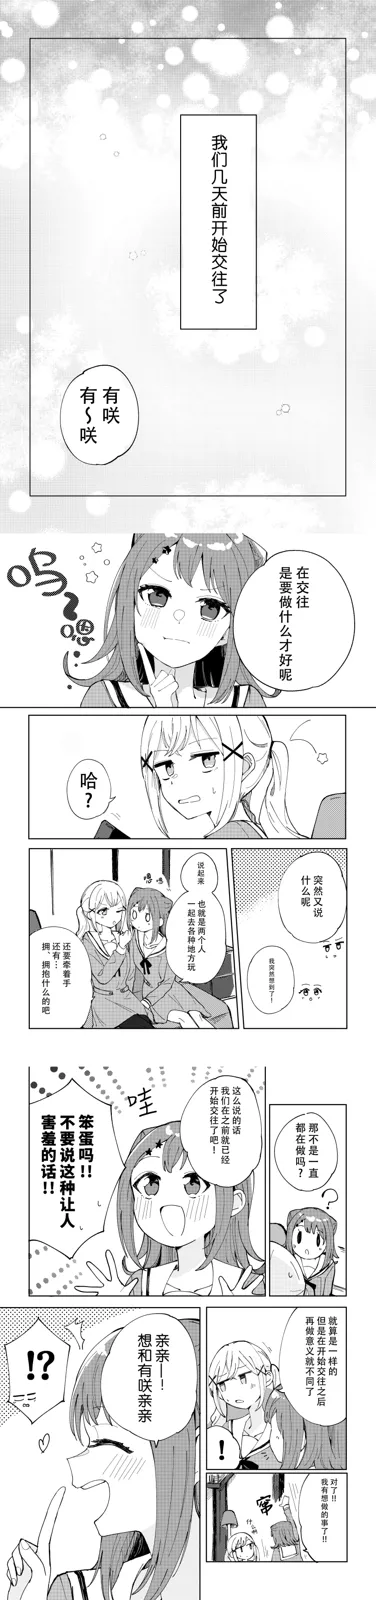 我们几天前开始交往了
有咲
有～咲
在交往
是要做什么才好呢
呜~嗯
哈?
突然又说
什么呢
我突然想到了!
说起来
也就是两个人
一起去各种地方玩
嗯嗯
还要牵着手
还有…
拥、拥抱什么的吧
那不是一直
都在做吗?
?
这么说的话
我们在之前就已经
开始交往了吧!
哇
笨蛋吗!!
不要说这种让人
害羞的话!!
就算是一样的
但是在开始交往之后
再做意义就不同了
!
对了!!
我有想做的事了!!
亲亲—!
想和有咲亲亲
!?